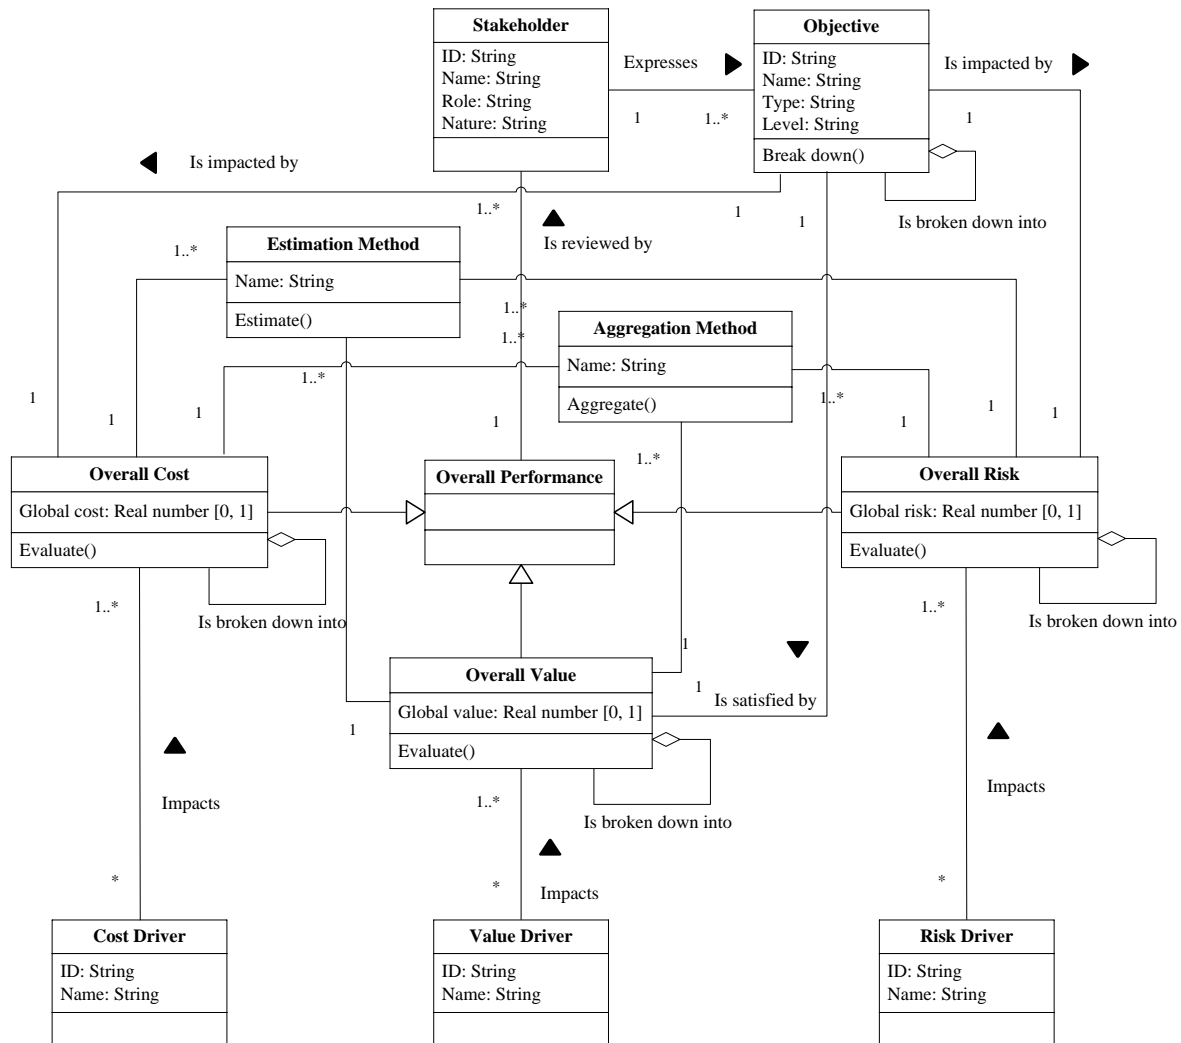 Stakeholder
ID: String
Name: String
Role: String
Nature: String
Expresses
1
1..*
Objective
ID: String
Name: String
Type: String
Level: String
Break down()
Is impacted by
1
Is broken down into
Is impacted by
1..*
1
1
Is reviewed by
1..*
Estimation Method
Name: String
Estimate()
1..*
1..*
1..*
Aggregation Method
Name: String
Aggregate()
1..*
1
1
1
1
1..*
1
1
1
1..*
Overall Cost
Global cost: Real number [0, 1]
Evaluate()
Is broken down into
1..*
Overall Performance
Overall Risk
Global risk: Real number [0, 1]
Evaluate()
Is broken down into
1..*
Overall Value
Global value: Real number [0, 1]
Evaluate()
1
1
1
Is satisfied by
Is broken down into
1..*
Impacts
Impacts
Impacts
*
*
*
Cost Driver
ID: String
Name: String
Value Driver
ID: String
Name: String
Risk Driver
ID: String
Name: String